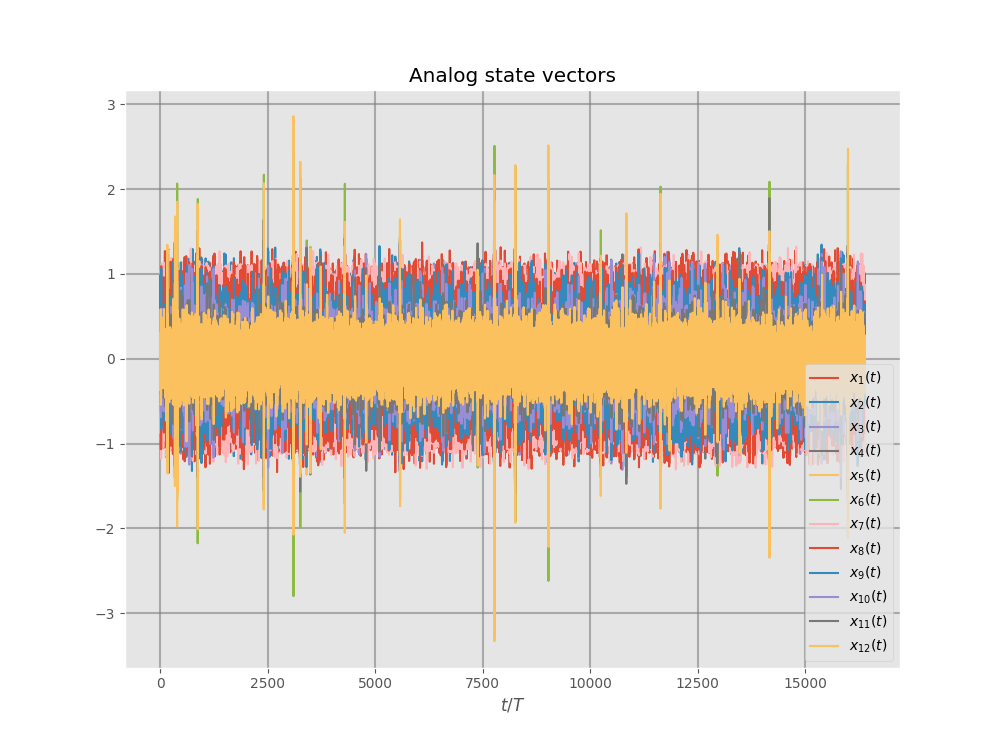 Analog state vectors
3
2
1
0
−1
−2
−3
0 2500 5000 7500 10000 12500 15000
t/T
x₁(t)
x₂(t)
x₃(t)
x₄(t)
x₅(t)
x₆(t)
x₇(t)
x₈(t)
x₉(t)
x₁₀(t)
x₁₁(t)
x₁₂(t)